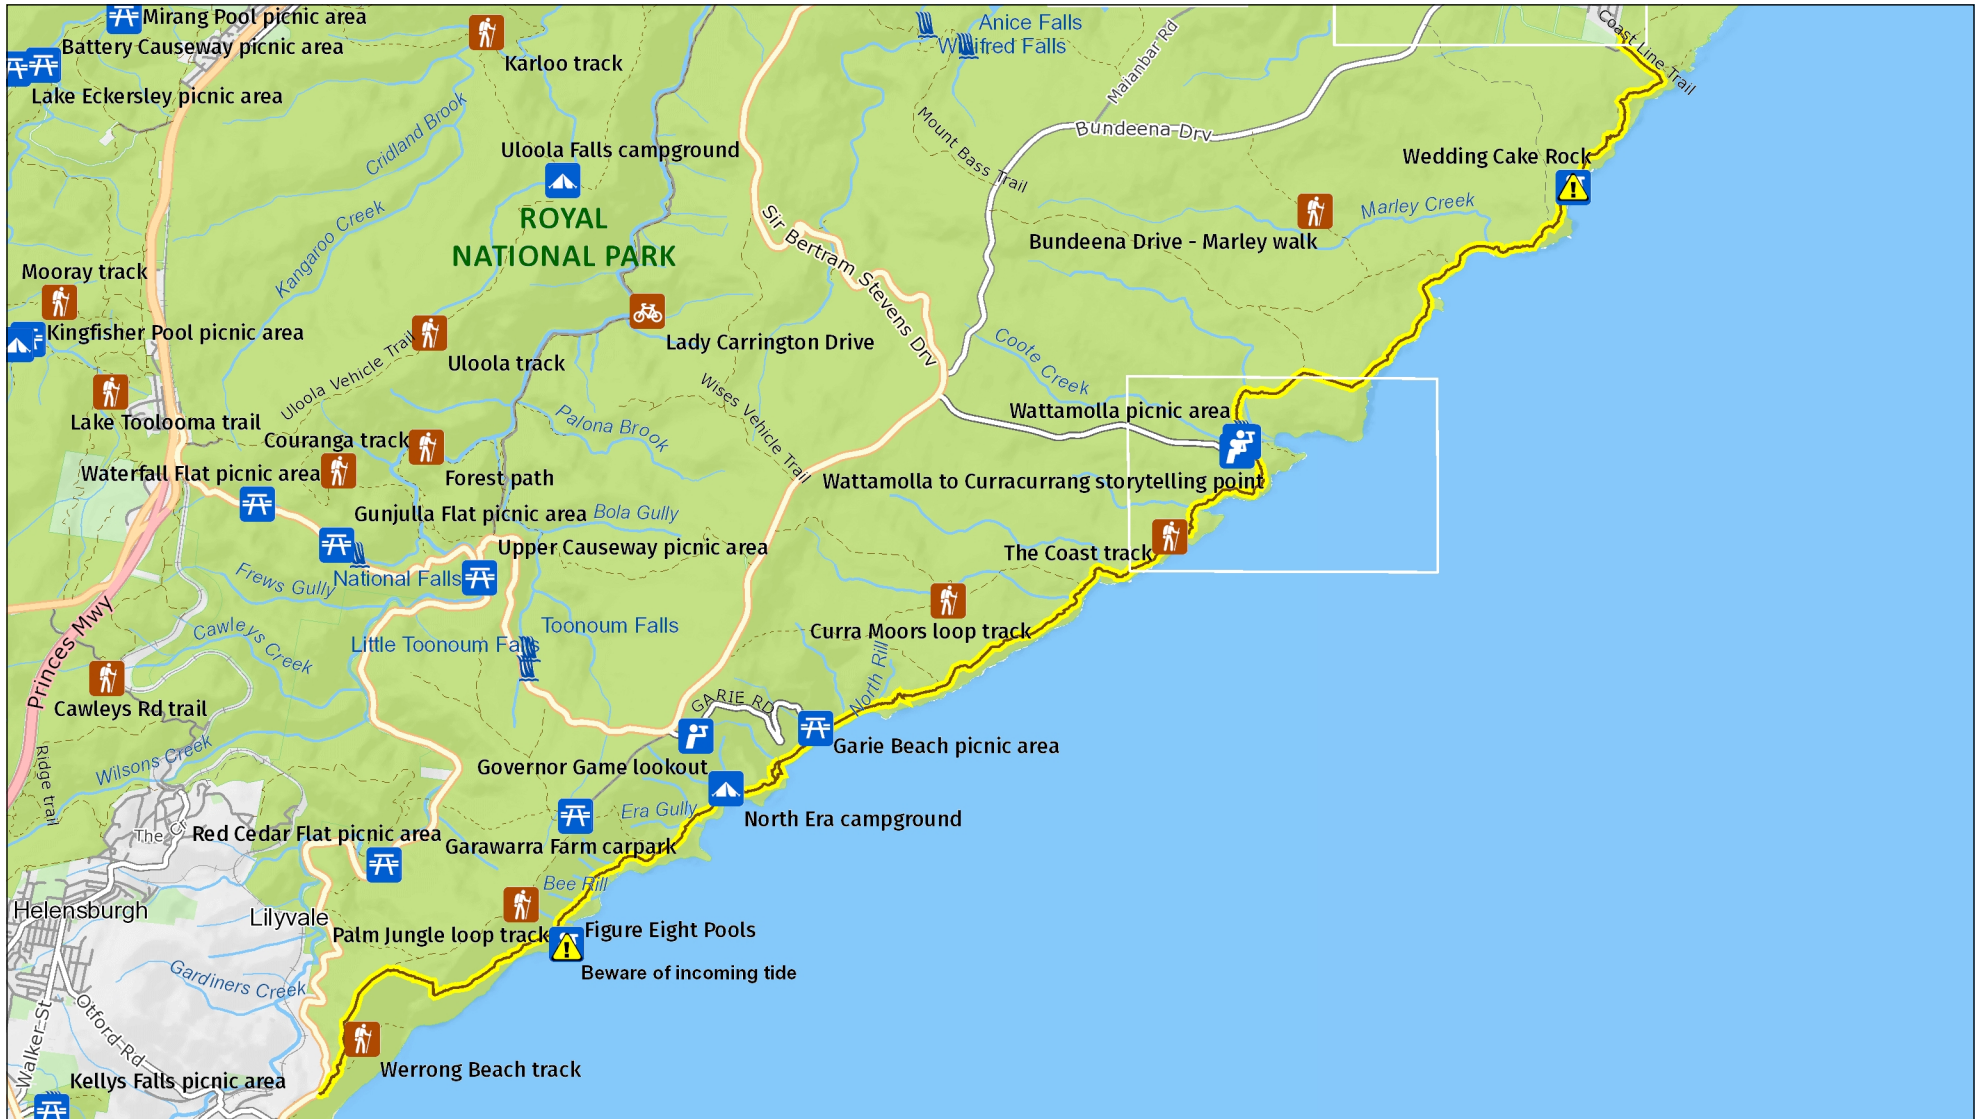 Mirang Pool picnic area
Anice Falls
Coast Line Trail
Battery Causeway picnic area
Winifred Falls
Karloo track
Maianbar Rd
Lake Eckersley picnic area
Cridland Brook
Mount Bass Trail
Bundeena Drv
Uloola Falls campground
Wedding Cake Rock
ROYAL
NATIONAL PARK
Kangaroo Creek
Marley Creek
Bundeena Drive - Marley walk
Sir Bertram Stevens Drv
Mooray track
Kingfisher Pool picnic area
Lady Carrington Drive
Uloola Vehicle Trail
Uloola track
Coote Creek
Wises Vehicle Trail
Wattamolla picnic area
Lake Toolooma trail
Palona Brook
Couranga track
Waterfall Flat picnic area
Forest path
Wattamolla to Curracurrang storytelling point
Gunjulla Flat picnic area
Bola Gully
Upper Causeway picnic area
The Coast track
Frews Gully
National Falls
Princes Mwy
Cawleys Creek
Little Toonoum Falls
Toonoum Falls
Curra Moors loop track
North Rill
Cawleys Rd trail
GARIE RD
Garie Beach picnic area
Wilsons Creek
Ridge trail
Governor Game lookout
Era Gully
North Era campground
The Cr
Red Cedar Flat picnic area
Garawarra Farm carpark
Bee Rill
Helensburgh
Lilyvale
Palm Jungle loop track
Figure Eight Pools
Beware of incoming tide
Gardiners Creek
Otford Rd
Walker St
Werrong Beach track
Kellys Falls picnic area